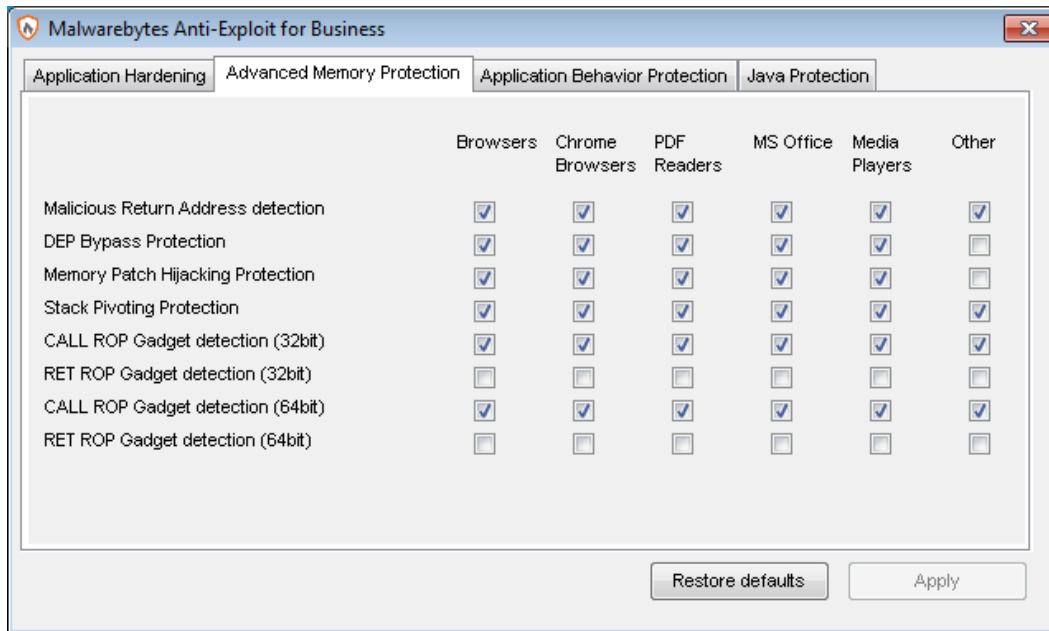 Malwarebytes Anti-Exploit for Business
Application Hardening Advanced Memory Protection Application Behavior Protection Java Protection
Browsers Chrome Browsers PDF Readers MS Office Media Players Other
Malicious Return Address detection
DEP Bypass Protection
Memory Patch Hijacking Protection
Stack Pivoting Protection
CALL ROP Gadget detection (32bit)
RET ROP Gadget detection (32bit)
CALL ROP Gadget detection (64bit)
RET ROP Gadget detection (64bit)
Restore defaults Apply